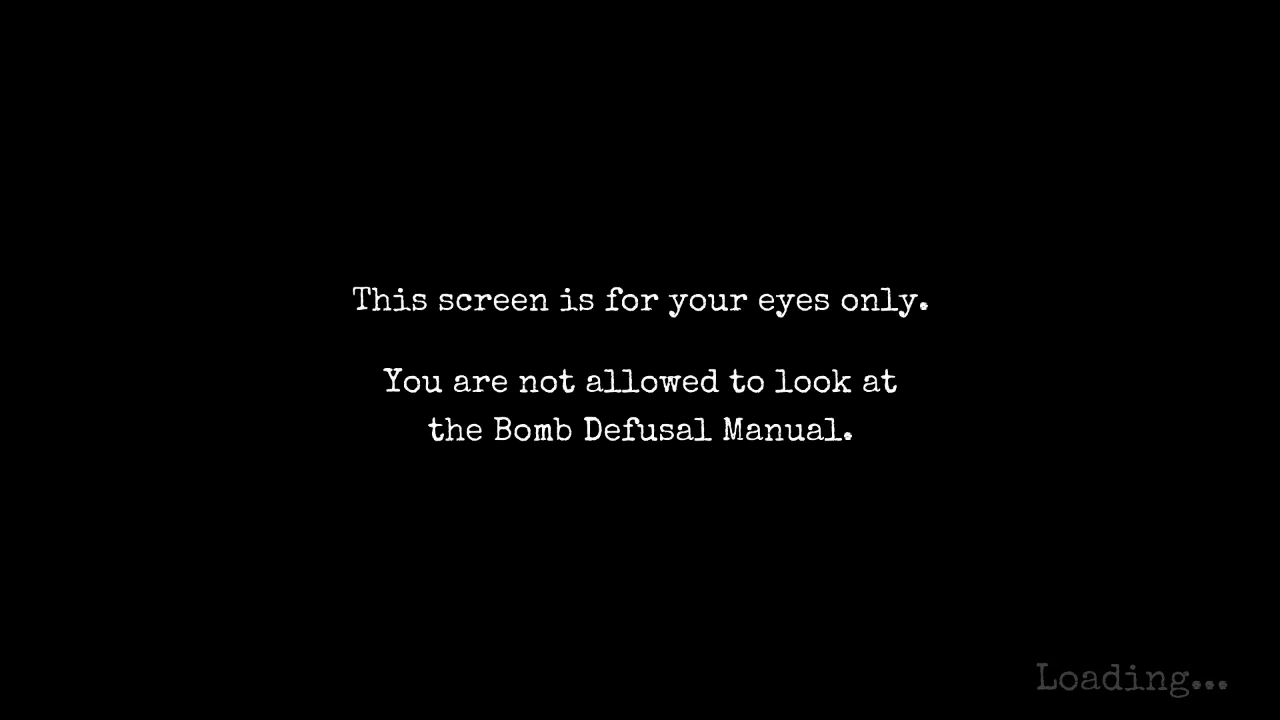 This screen is for your eyes only.
You are not allowed to look at
the Bomb Defusal Manual.
Loading...